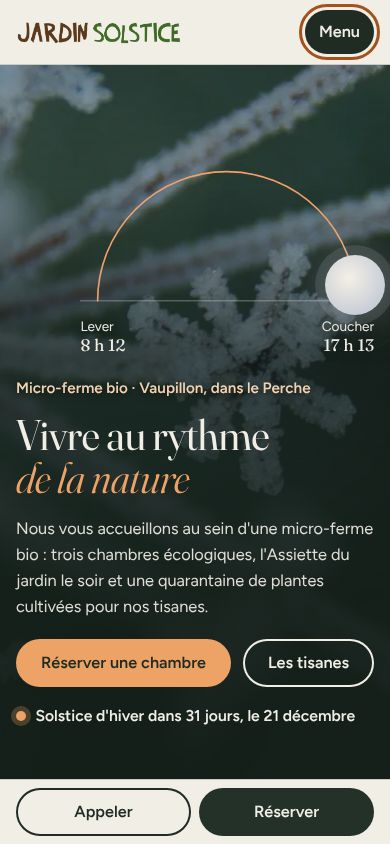 JARDIN SOLSTICE
Menu
Lever
8 h 12
Coucher
17 h 13
Micro-ferme bio · Vaupillon, dans le Perche
Vivre au rythme
de la nature
Nous vous accueillons au sein d'une micro-ferme
bio : trois chambres écologiques, l'Assiette du
jardin le soir et une quarantaine de plantes
cultivées pour nos tisanes.
Réserver une chambre
Les tisanes
Solstice d'hiver dans 31 jours, le 21 décembre
Appeler
Réserver